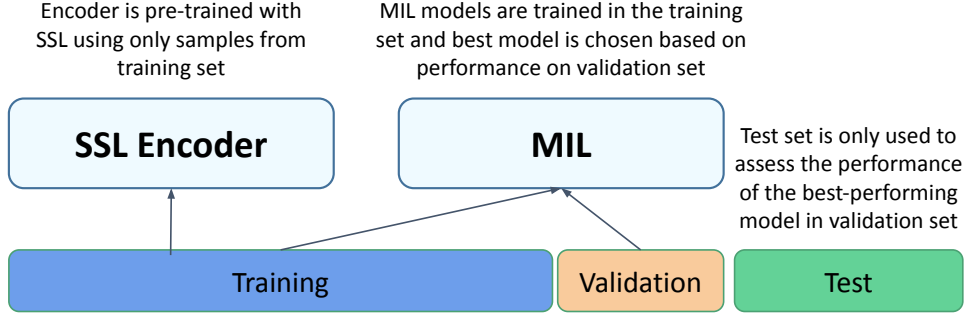 Encoder is pre-trained with
SSL using only samples from
training set
MIL models are trained in the training
set and best model is chosen based on
performance on validation set
SSL Encoder
MIL
Test set is only used to
assess the performance
of the best-performing
model in validation set
Training
Validation
Test